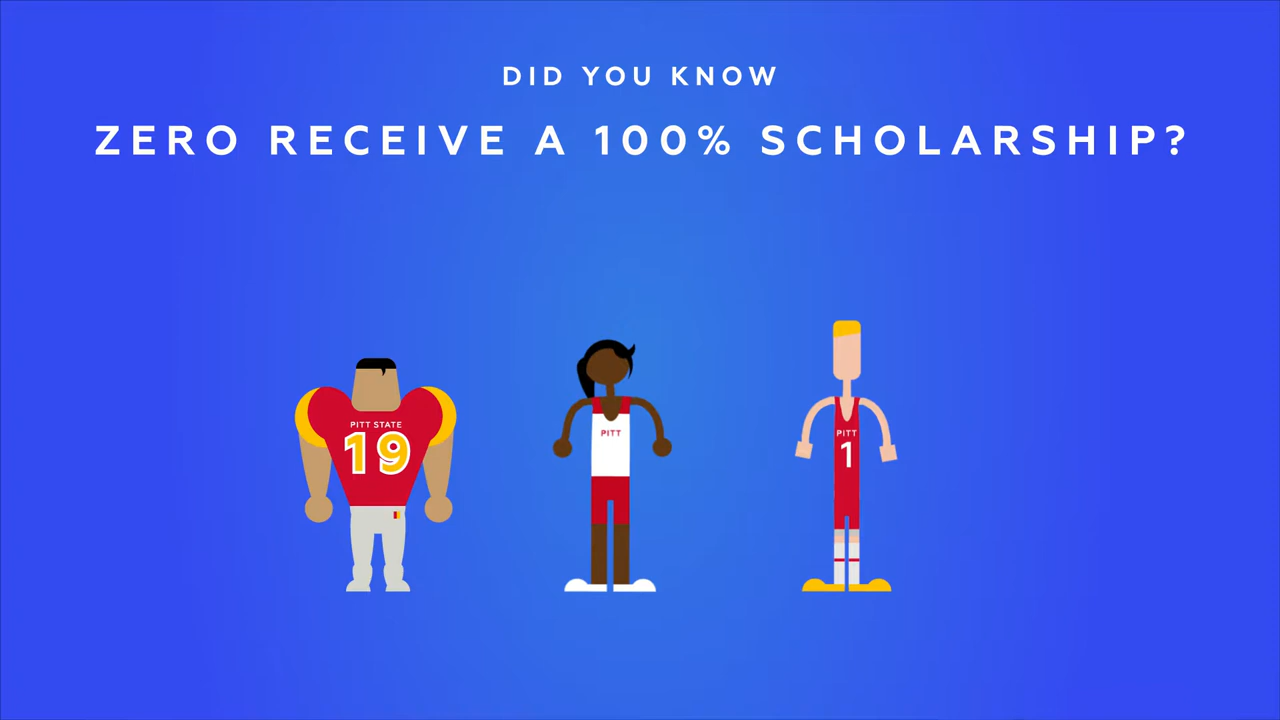 DID YOU KNOW
ZERO RECEIVE A 100% SCHOLARSHIP?
PITT STATE
19
PITT
PITT
1